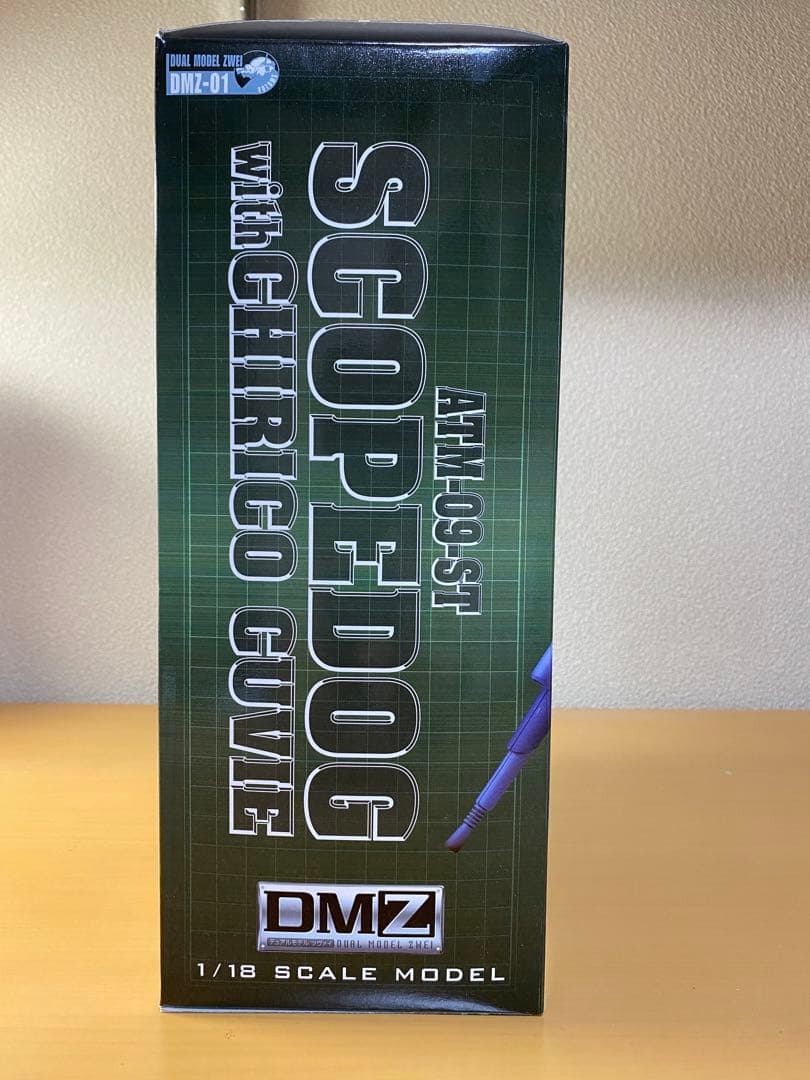 DUAL MODEL ZWEI
DMZ-01
ATM-09-ST
SCOPEDOG
with CHIRICO CUVIE
DMZ
デュアルモデル ツヴァイ DUAL MODEL ZWEI
1/18 SCALE MODEL